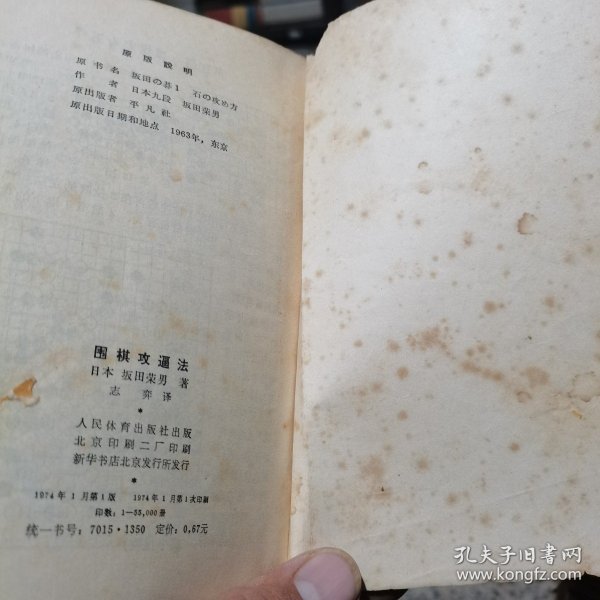 原版説明
原书名 坂田の碁1 石の攻め方
作者 日本九段 坂田荣男
原出版者 平凡社
原出版日期和地点 1963年，东京
围棋攻逼法
日本 坂田荣男 著
志弈译
*
人民体育出版社出版
北京印刷二厂印刷
新华书店北京发行所发行
*
1974年1月第1版 1974年1月第1次印刷
印数：1—55,000册
统一书号：7015·1350 定价：0.67元
孔夫子旧书网
www.kongfz.com